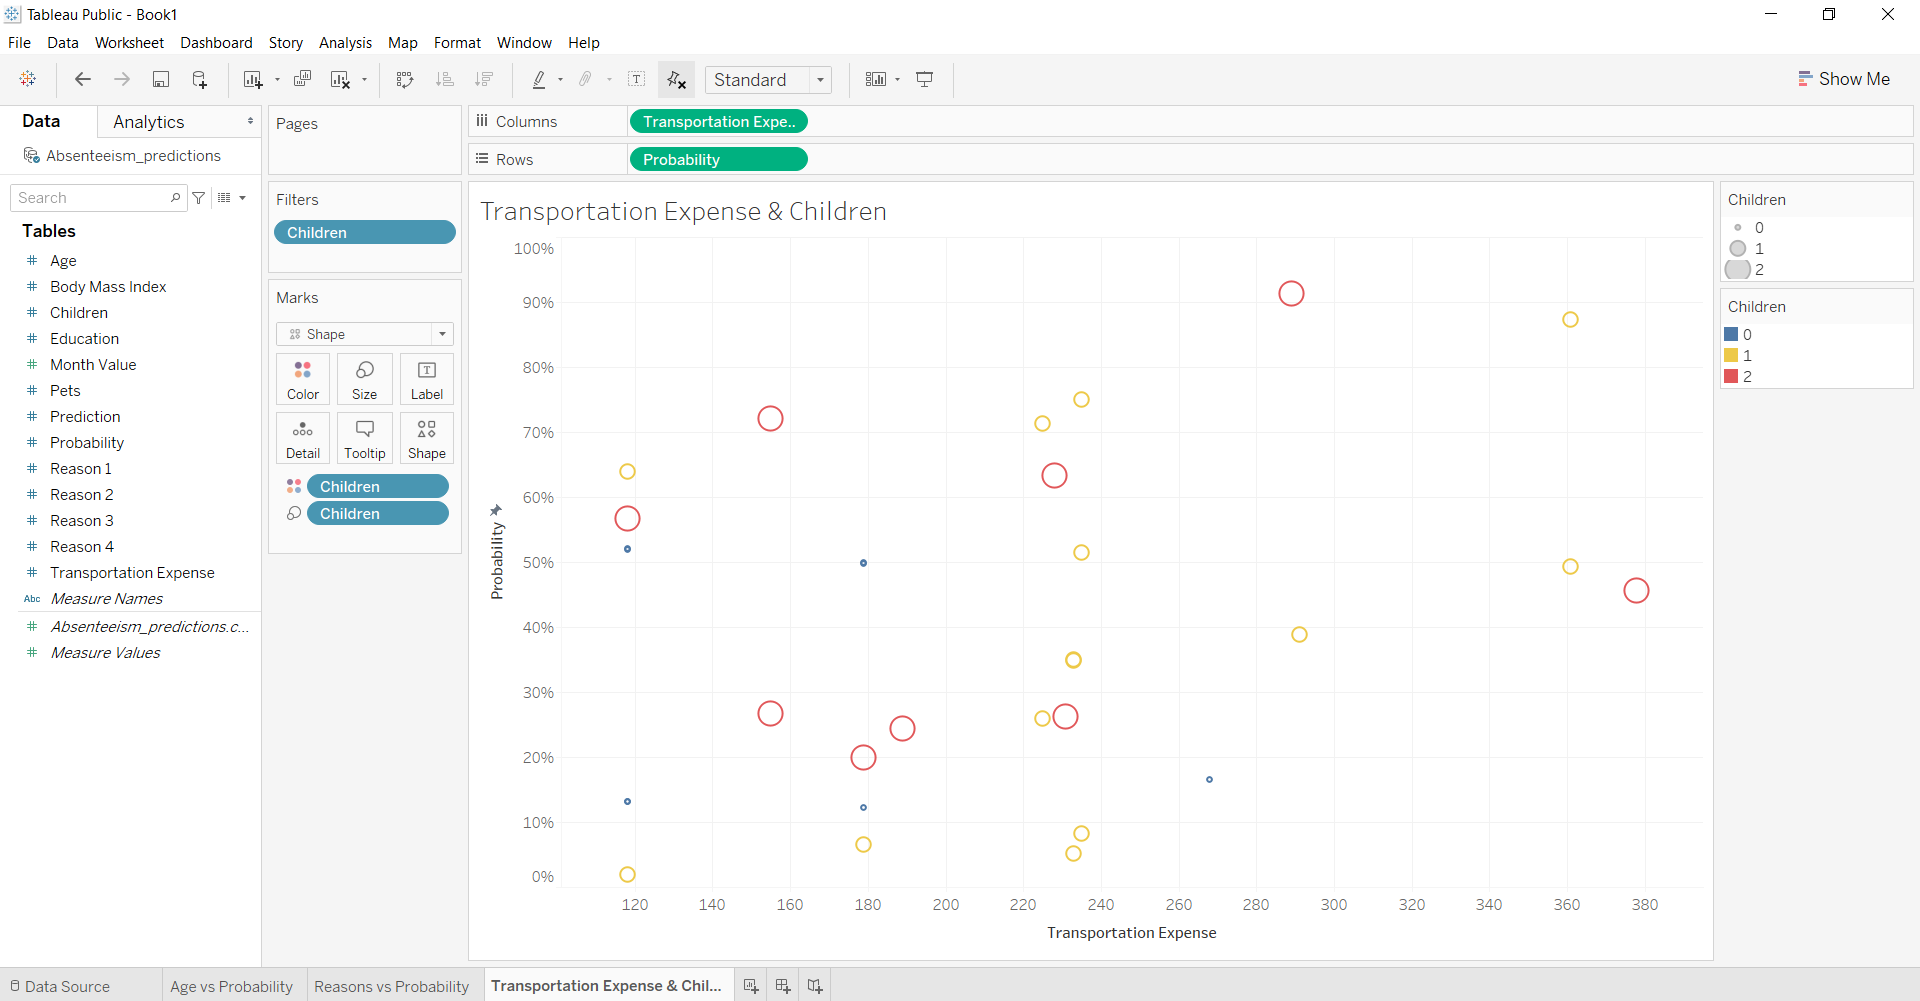 Tableau Public - Book1
File Data Worksheet Dashboard Story Analysis Map Format Window Help
Standard
Show Me
Data
Analytics
Absenteeism_predictions
Search
Tables
Age
Body Mass Index
Children
Education
Month Value
Pets
Prediction
Probability
Reason 1
Reason 2
Reason 3
Reason 4
Transportation Expense
Abc Measure Names
Absenteeism_predictions.c...
Measure Values
Pages
Filters
Children
Marks
Shape
Color Size Label
Detail Tooltip Shape
Children
Children
Columns
Transportation Expe..
Rows
Probability
Transportation Expense & Children
100%
90%
80%
70%
60%
50%
40%
30%
20%
10%
0%
Probability
120 140 160 180 200 220 240 260 280 300 320 340 360 380
Transportation Expense
Children
0
1
2
Children
0
1
2
Data Source
Age vs Probability
Reasons vs Probability
Transportation Expense & Chil...